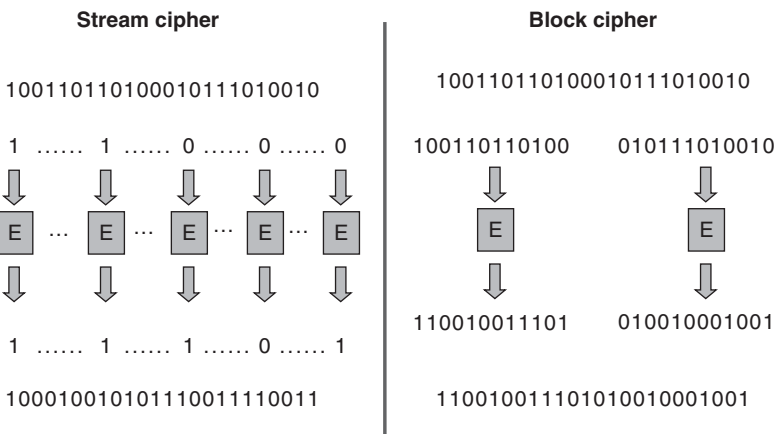 Stream cipher
100110110100010111010010
1 ...... 1 ...... 0 ...... 0 ...... 0
E ... E ... E ... E ... E
1 ...... 1 ...... 1 ...... 0 ...... 1
100010010101110011110011
Block cipher
100110110100010111010010
100110110100 010111010010
E E
110010011101 010010001001
110010011101010010001001